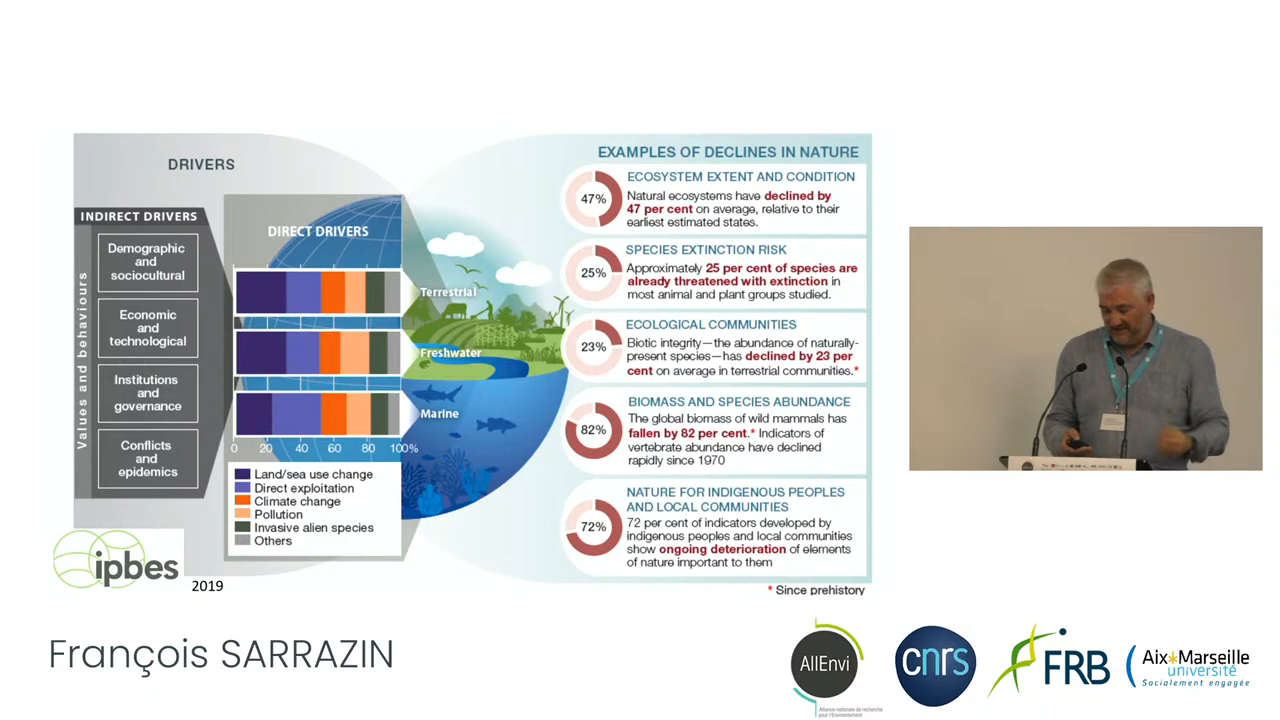 DRIVERS
INDIRECT DRIVERS
Values and behaviours
Demographic
and
sociocultural
Economic
and
technological
Institutions
and
governance
Conflicts
and
epidemics
DIRECT DRIVERS
Terrestrial
Freshwater
Marine
0 20 40 60 80 100%
Land/sea use change
Direct exploitation
Climate change
Pollution
Invasive alien species
Others
EXAMPLES OF DECLINES IN NATURE
47%
ECOSYSTEM EXTENT AND CONDITION
Natural ecosystems have declined by
47 per cent on average, relative to their
earliest estimated states.
25%
SPECIES EXTINCTION RISK
Approximately 25 per cent of species are
already threatened with extinction in
most animal and plant groups studied.
23%
ECOLOGICAL COMMUNITIES
Biotic integrity—the abundance of naturally-
present species—has declined by 23 per
cent on average in terrestrial communities.*
82%
BIOMASS AND SPECIES ABUNDANCE
The global biomass of wild mammals has
fallen by 82 per cent.* Indicators of
vertebrate abundance have declined
rapidly since 1970
72%
NATURE FOR INDIGENOUS PEOPLES
AND LOCAL COMMUNITIES
72 per cent of indicators developed by
indigenous peoples and local communities
show ongoing deterioration of elements
of nature important to them
* Since prehistory
ipbes
2019
François SARRAZIN
AllEnvi
Alliance nationale de recherche
pour l'Environnement
cnrs
FRB
Aix*Marseille
université
Socialement engagée